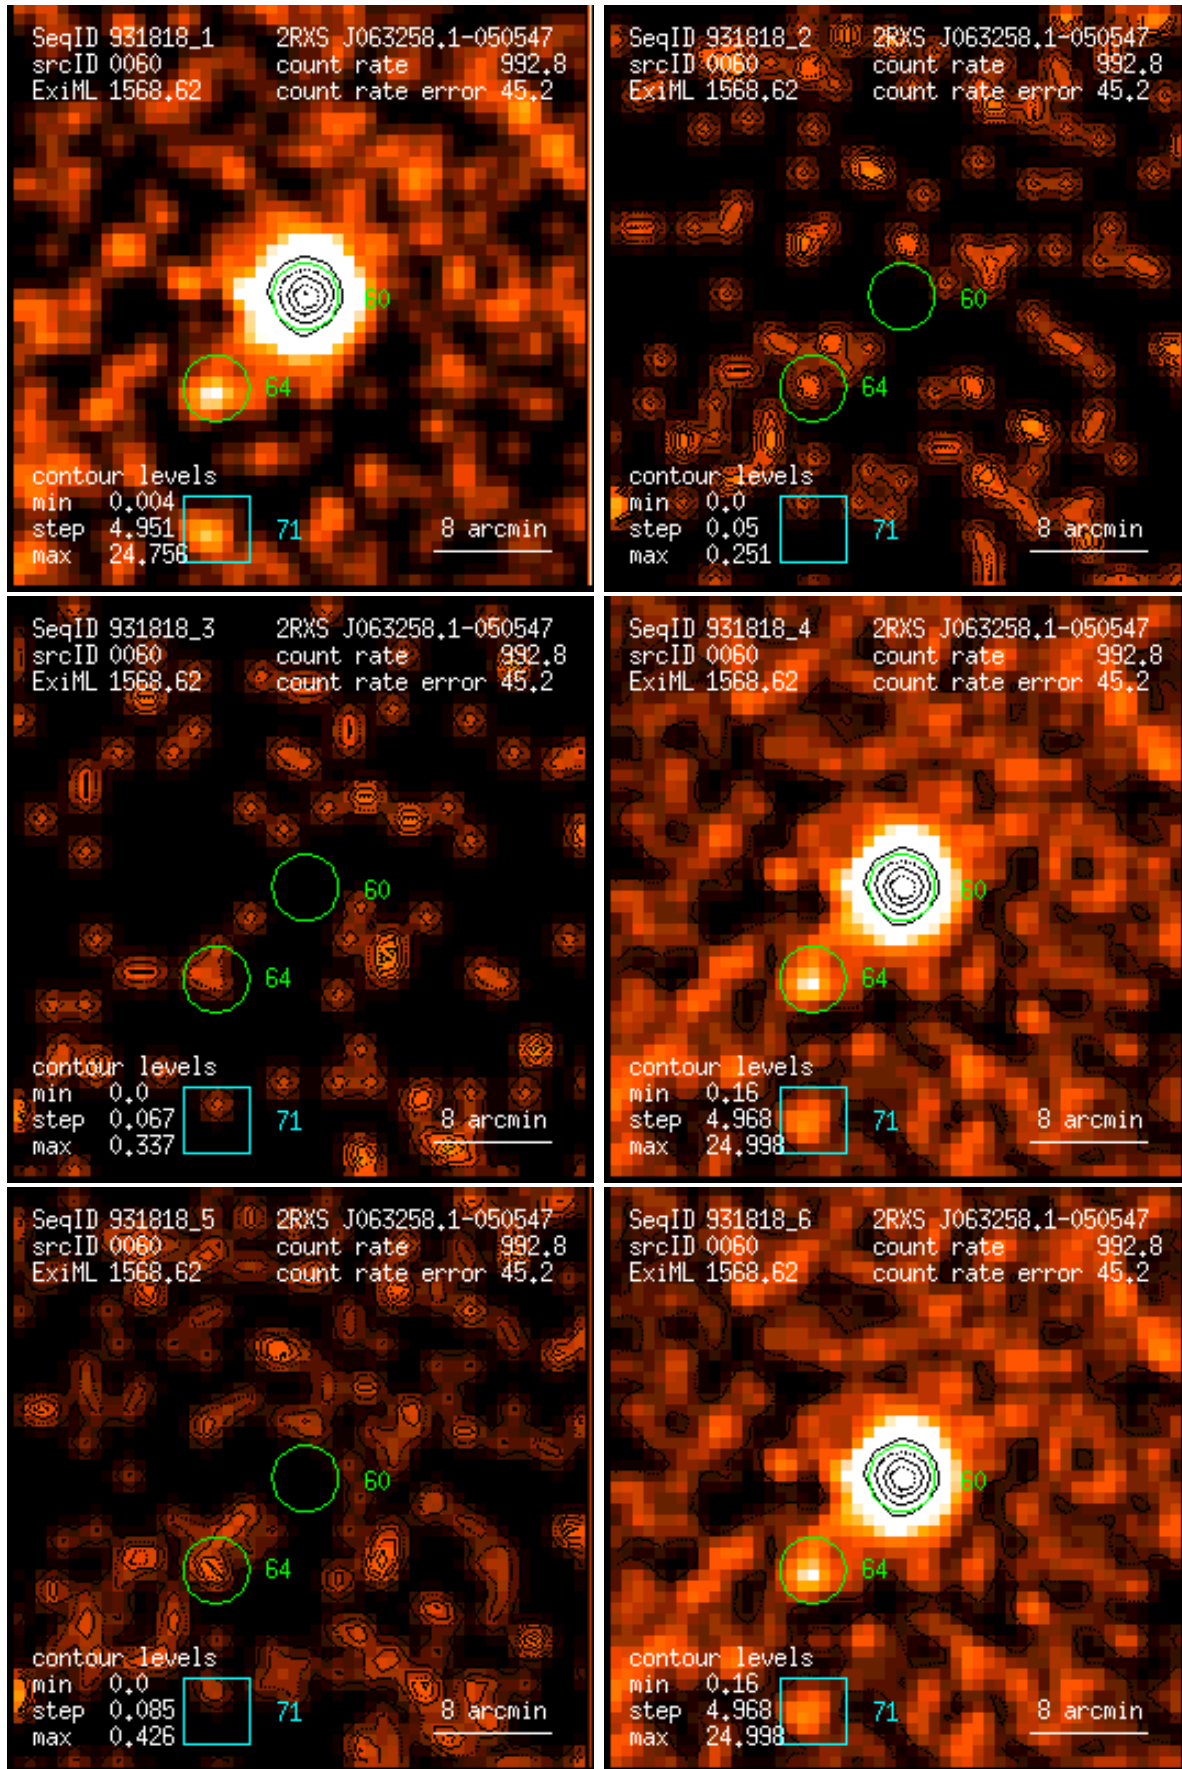 SeqID 931818_1 2RXS J063258.1-050547
srcID 0060 count rate 992.8
ExiML 1568.62 count rate error 45.2
60
64
contour levels
min 0.004
step 4.951 71 8 arcmin
max 24.756
SeqID 931818_2 2RXS J063258.1-050547
srcID 0060 count rate 992.8
ExiML 1568.62 count rate error 45.2
60
64
contour levels
min 0.0
step 0.05 71 8 arcmin
max 0.251
SeqID 931818_3 2RXS J063258.1-050547
srcID 0060 count rate 992.8
ExiML 1568.62 count rate error 45.2
60
64
contour levels
min 0.0
step 0.067 71 8 arcmin
max 0.337
SeqID 931818_4 2RXS J063258.1-050547
srcID 0060 count rate 992.8
ExiML 1568.62 count rate error 45.2
60
64
contour levels
min 0.16
step 4.968 71 8 arcmin
max 24.998
SeqID 931818_5 2RXS J063258.1-050547
srcID 0060 count rate 992.8
ExiML 1568.62 count rate error 45.2
60
64
contour levels
min 0.0
step 0.085 71 8 arcmin
max 0.426
SeqID 931818_6 2RXS J063258.1-050547
srcID 0060 count rate 992.8
ExiML 1568.62 count rate error 45.2
60
64
contour levels
min 0.16
step 4.968 71 8 arcmin
max 24.998